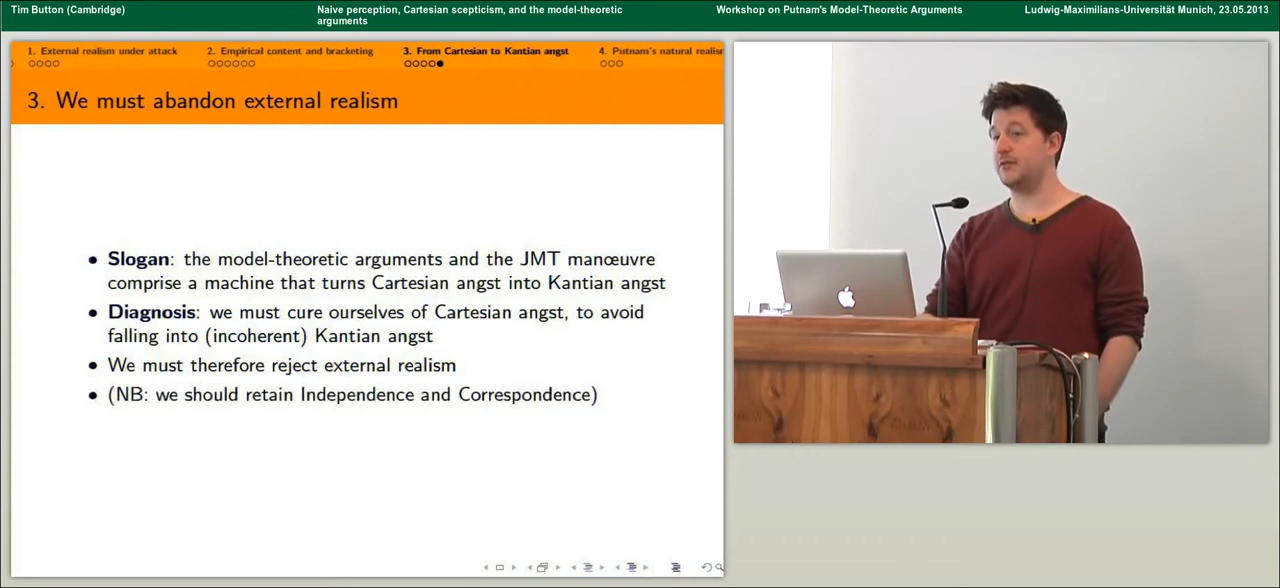 Tim Button (Cambridge)
Naive perception, Cartesian scepticism, and the model-theoretic
arguments
Workshop on Putnam's Model-Theoretic Arguments
Ludwig-Maximilians-Universität Munich, 23.05.2013
1. External realism under attack
2. Empirical content and bracketing
3. From Cartesian to Kantian angst
4. Putnam's natural realism
3. We must abandon external realism
• Slogan: the model-theoretic arguments and the JMT manœuvre
comprise a machine that turns Cartesian angst into Kantian angst
• Diagnosis: we must cure ourselves of Cartesian angst, to avoid
falling into (incoherent) Kantian angst
• We must therefore reject external realism
• (NB: we should retain Independence and Correspondence)